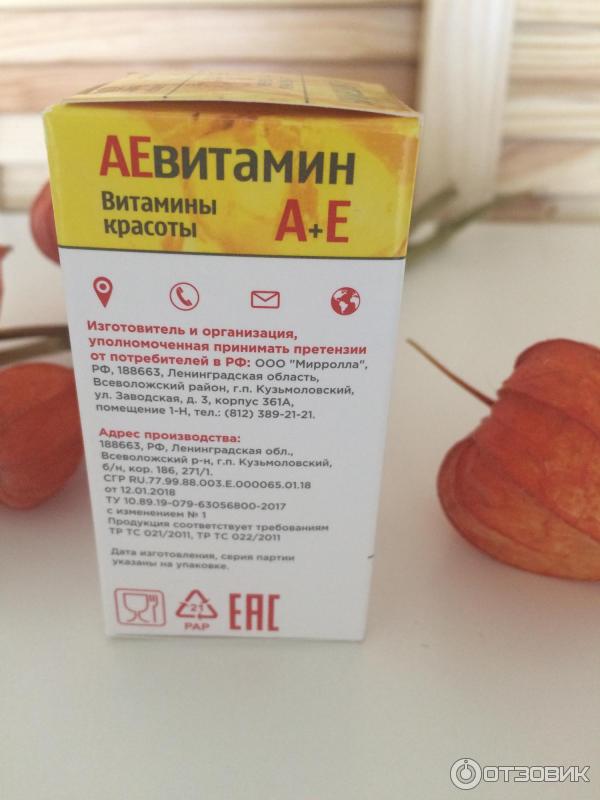 АЕвитамин
Витамины
красоты
А+Е
Изготовитель и организация,
уполномоченная принимать претензии
от потребителей в РФ: ООО "Мирролла",
РФ, 188663, Ленинградская область,
Всеволожский район, г.п. Кузьмоловский,
ул. Заводская, д. 3, корпус 361А,
помещение 1-Н, тел.: (812) 389-21-21.
Адрес производства:
188663, РФ, Ленинградская обл.,
Всеволожский р-н, г.п. Кузьмоловский,
б/н, кор. 186, 271/1.
СГР RU.77.99.88.003.Е.000065.01.18
от 12.01.2018
ТУ 10.89.19-079-63056800-2017
с изменением № 1
Продукция соответствует требованиям
ТР ТС 021/2011, ТР ТС 022/2011
Дата изготовления, серия партии
указаны на упаковке.
21
PAP
EAC
ОТЗОВИК